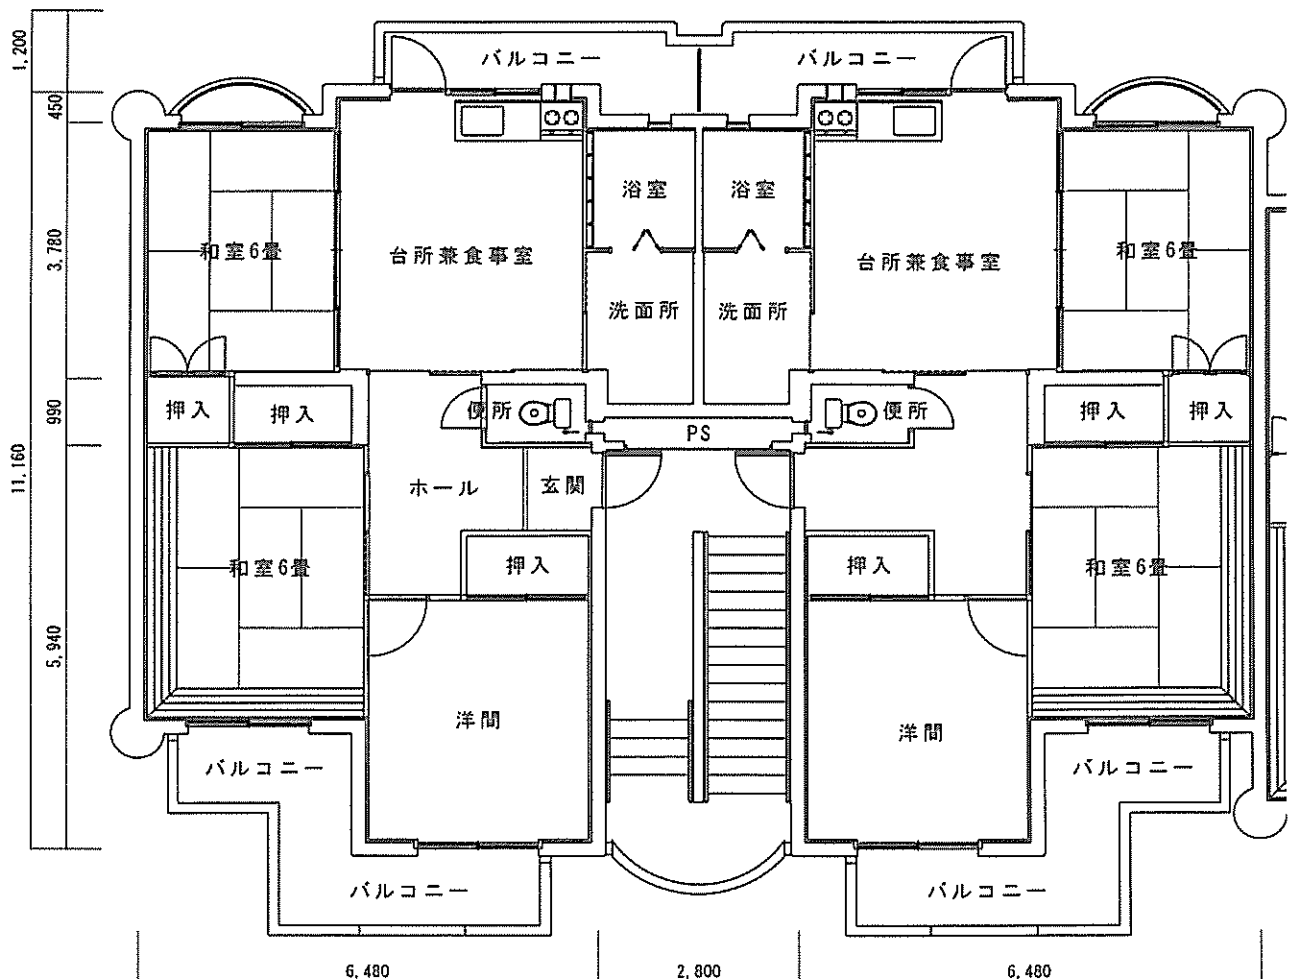 1,200
バルコニー
バルコニー
450
浴室
浴室
3,780
和室6畳
台所兼食事室
台所兼食事室
和室6畳
洗面所
洗面所
990
押入
押入
便所
便所
押入
押入
PS
11,160
ホール
玄関
和室6畳
押入
押入
和室6畳
5,940
洋間
洋間
バルコニー
バルコニー
バルコニー
バルコニー
6,480
2,800
6,480